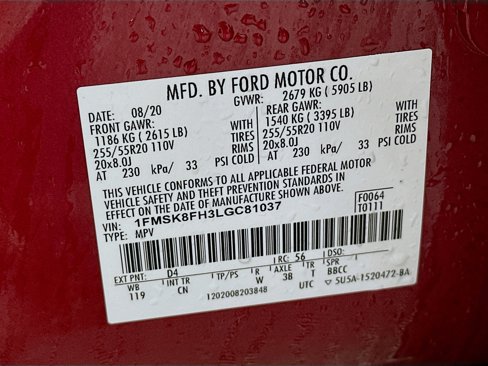 MFD. BY FORD MOTOR CO.
DATE: 08/20 GVWR: 2679 KG ( 5905 LB)
FRONT GAWR: REAR GAWR:
1186 KG ( 2615 LB) WITH 1540 KG ( 3395 LB) WITH
255/55R20 110V TIRES 255/55R20 110V TIRES
20x8.0J RIMS 20x8.0J RIMS
AT 230 kPa/ 33 PSI COLD AT 230 kPa/ 33 PSI COLD
THIS VEHICLE CONFORMS TO ALL APPLICABLE FEDERAL MOTOR
VEHICLE SAFETY AND THEFT PREVENTION STANDARDS IN
EFFECT ON THE DATE OF MANUFACTURE SHOWN ABOVE.
VIN: 1FMSK8FH3LGC81037 F0064
TYPE: MPV T0111
EXT PNT: D4 RC: 56 DSO:
WB INT TR TP/PS R AXLE TR SPR
119 CN W 3B T BBCC
1202008203848 UTC ▽ 5U5A-1520472-BA